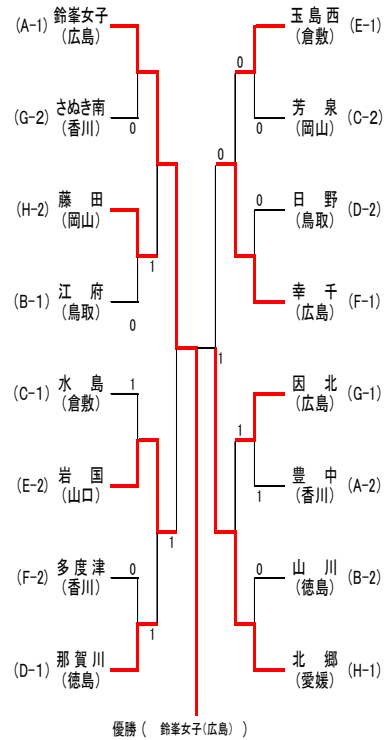 (A-1) 鈴峯女子
(広島)
0
(G-2) さぬき南
(香川)
(H-2) 藤田
(岡山)
1
(B-1) 江府
(鳥取)
0
(C-1) 水島
(倉敷)
1
(E-2) 岩国
(山口)
1
(F-2) 多度津
(香川)
0
(D-1) 那賀川
(徳島)
1
玉島西 (E-1)
(倉敷)
0
芳泉 (C-2)
(岡山)
0
0
日野 (D-2)
(鳥取)
0
幸千 (F-1)
(広島)
1
因北 (G-1)
(広島)
1
豊中 (A-2)
(香川)
1
山川 (B-2)
(徳島)
0
北郷 (H-1)
(愛媛)
優勝 ( 鈴峯女子(広島) )